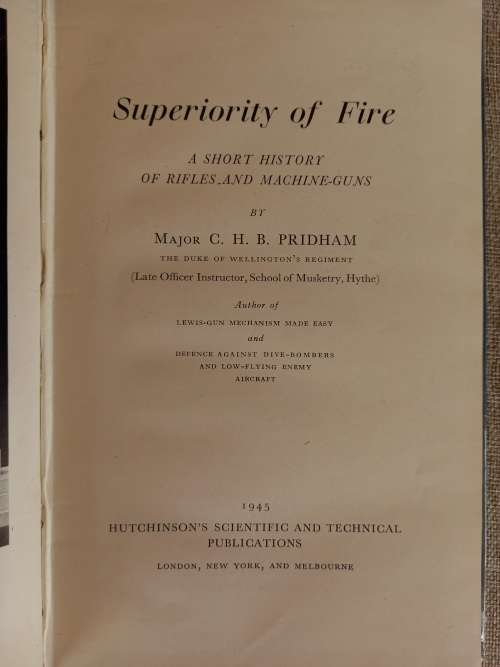 Superiority of Fire
A SHORT HISTORY
OF RIFLES AND MACHINE-GUNS
BY
MAJOR C. H. B. PRIDHAM
THE DUKE OF WELLINGTON'S REGIMENT
(Late Officer Instructor, School of Musketry, Hythe)
Author of
LEWIS-GUN MECHANISM MADE EASY
and
DEFENCE AGAINST DIVE-BOMBERS
AND LOW-FLYING ENEMY
AIRCRAFT
1945
HUTCHINSON'S SCIENTIFIC AND TECHNICAL
PUBLICATIONS
LONDON, NEW YORK, AND MELBOURNE